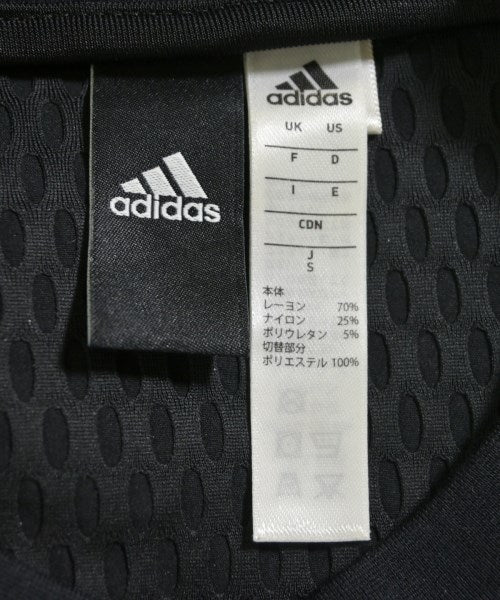 adidas
adidas
UK US
F D
I E
CDN
J
S
本体
レーヨン 70%
ナイロン 25%
ポリウレタン 5%
切替部分
ポリエステル 100%